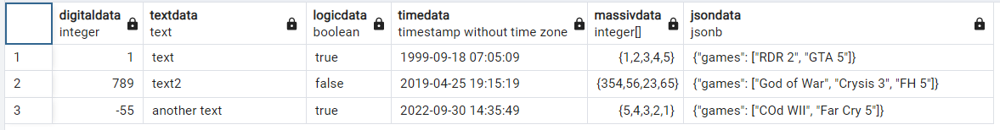 digitaldata textdata logicdata timedata massivdata jsondata
integer text boolean timestamp without time zone integer[] jsonb
1 1 text true 1999-09-18 07:05:09 {1,2,3,4,5} {"games": ["RDR 2", "GTA 5"]}
2 789 text2 false 2019-04-25 19:15:19 {354,56,23,65} {"games": ["God of War", "Crysis 3", "FH 5"]}
3 -55 another text true 2022-09-30 14:35:49 {5,4,3,2,1} {"games": ["COd WII", "Far Cry 5"]}